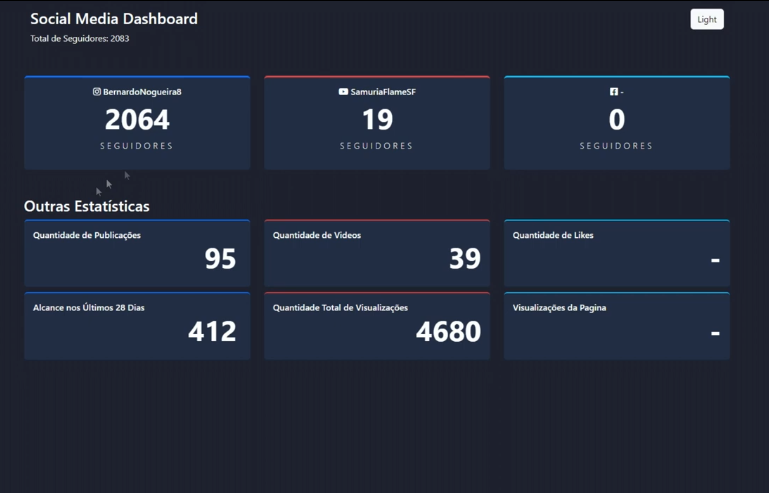 Social Media Dashboard
Light
Total de Seguidores: 2083
BernardoNogueira8
2064
SEGUIDORES
SamuriaFlameSF
19
SEGUIDORES
-
0
SEGUIDORES
Outras Estatísticas
Quantidade de Publicações
95
Quantidade de Videos
39
Quantidade de Likes
-
Alcance nos Últimos 28 Dias
412
Quantidade Total de Visualizações
4680
Visualizações da Pagina
-